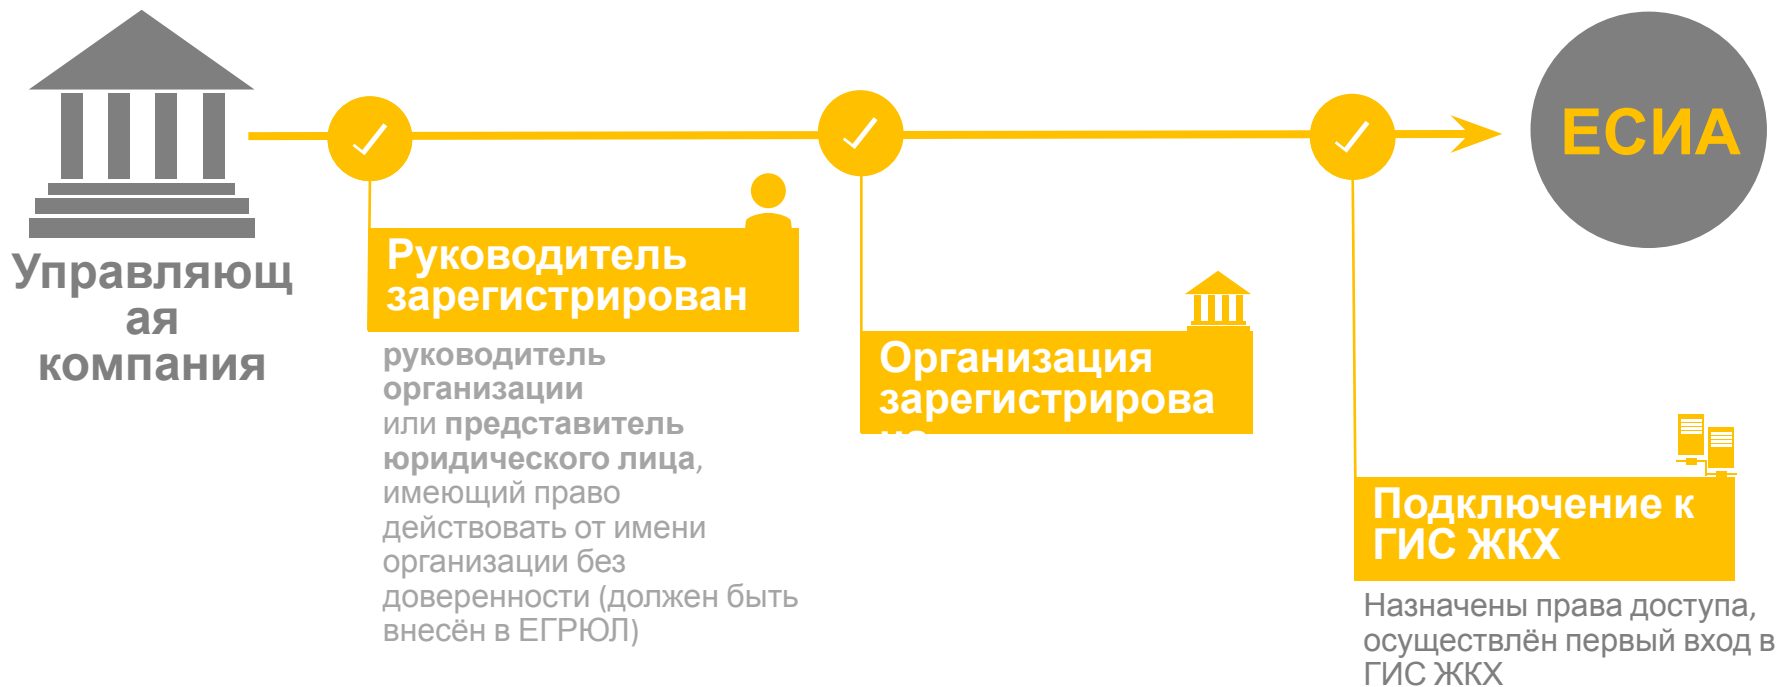 Управляющ
ая
компания
Руководитель
зарегистрирован
руководитель
организации
или представитель
юридического лица,
имеющий право
действовать от имени
организации без
доверенности (должен быть
внесён в ЕГРЮЛ)
Организация
зарегистрирова
на
Подключение к
ГИС ЖКХ
Назначены права доступа,
осуществлён первый вход в
ГИС ЖКХ
ЕСИА